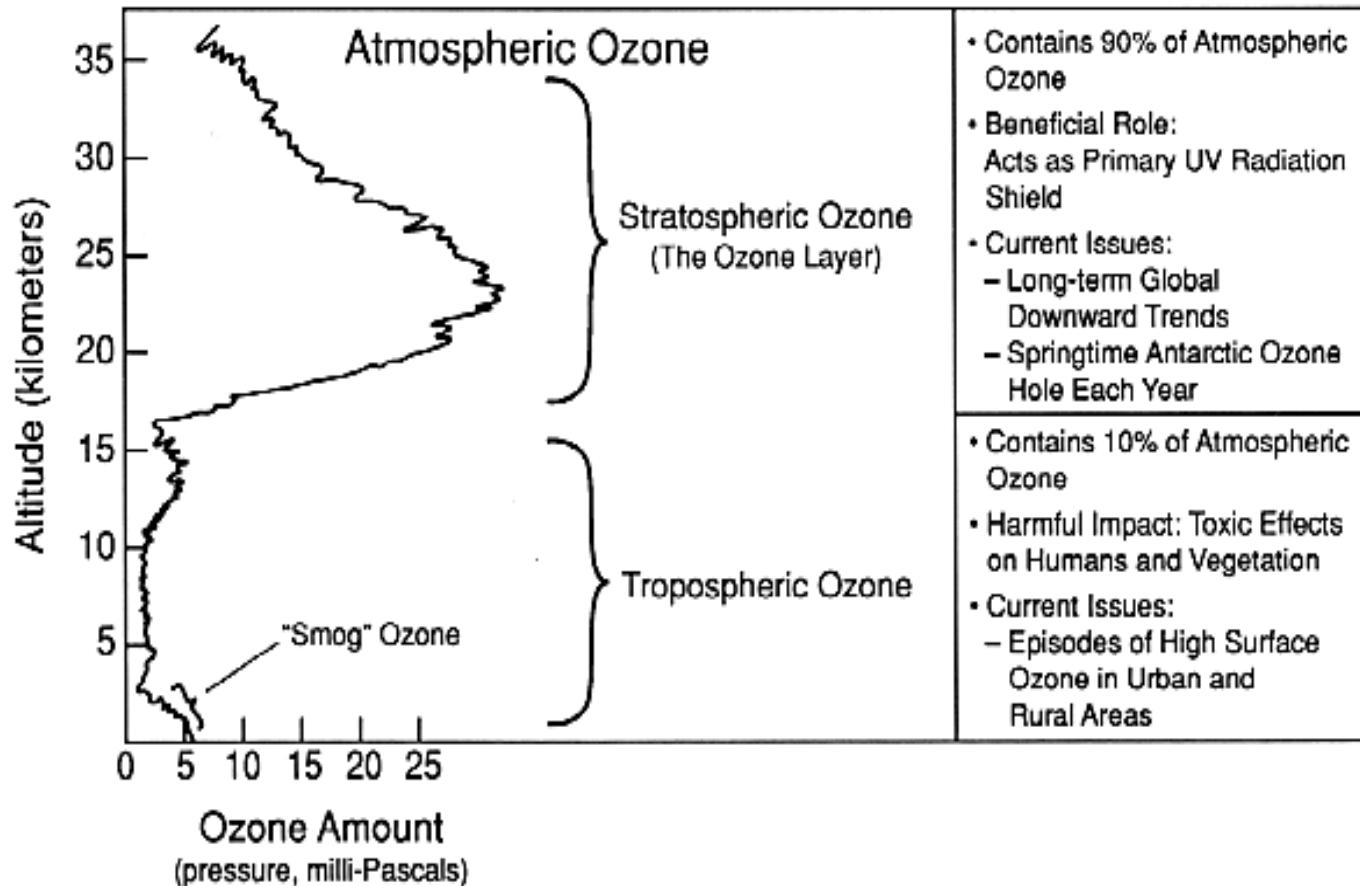 Atmospheric Ozone
Altitude (kilometers)
35
30
25
20
15
10
5
0 5 10 15 20 25
Ozone Amount
(pressure, milli-Pascals)
Stratospheric Ozone
(The Ozone Layer)
Tropospheric Ozone
"Smog" Ozone
• Contains 90% of Atmospheric
Ozone
• Beneficial Role:
Acts as Primary UV Radiation
Shield
• Current Issues:
– Long-term Global
Downward Trends
– Springtime Antarctic Ozone
Hole Each Year
• Contains 10% of Atmospheric
Ozone
• Harmful Impact: Toxic Effects
on Humans and Vegetation
• Current Issues:
– Episodes of High Surface
Ozone in Urban and
Rural Areas